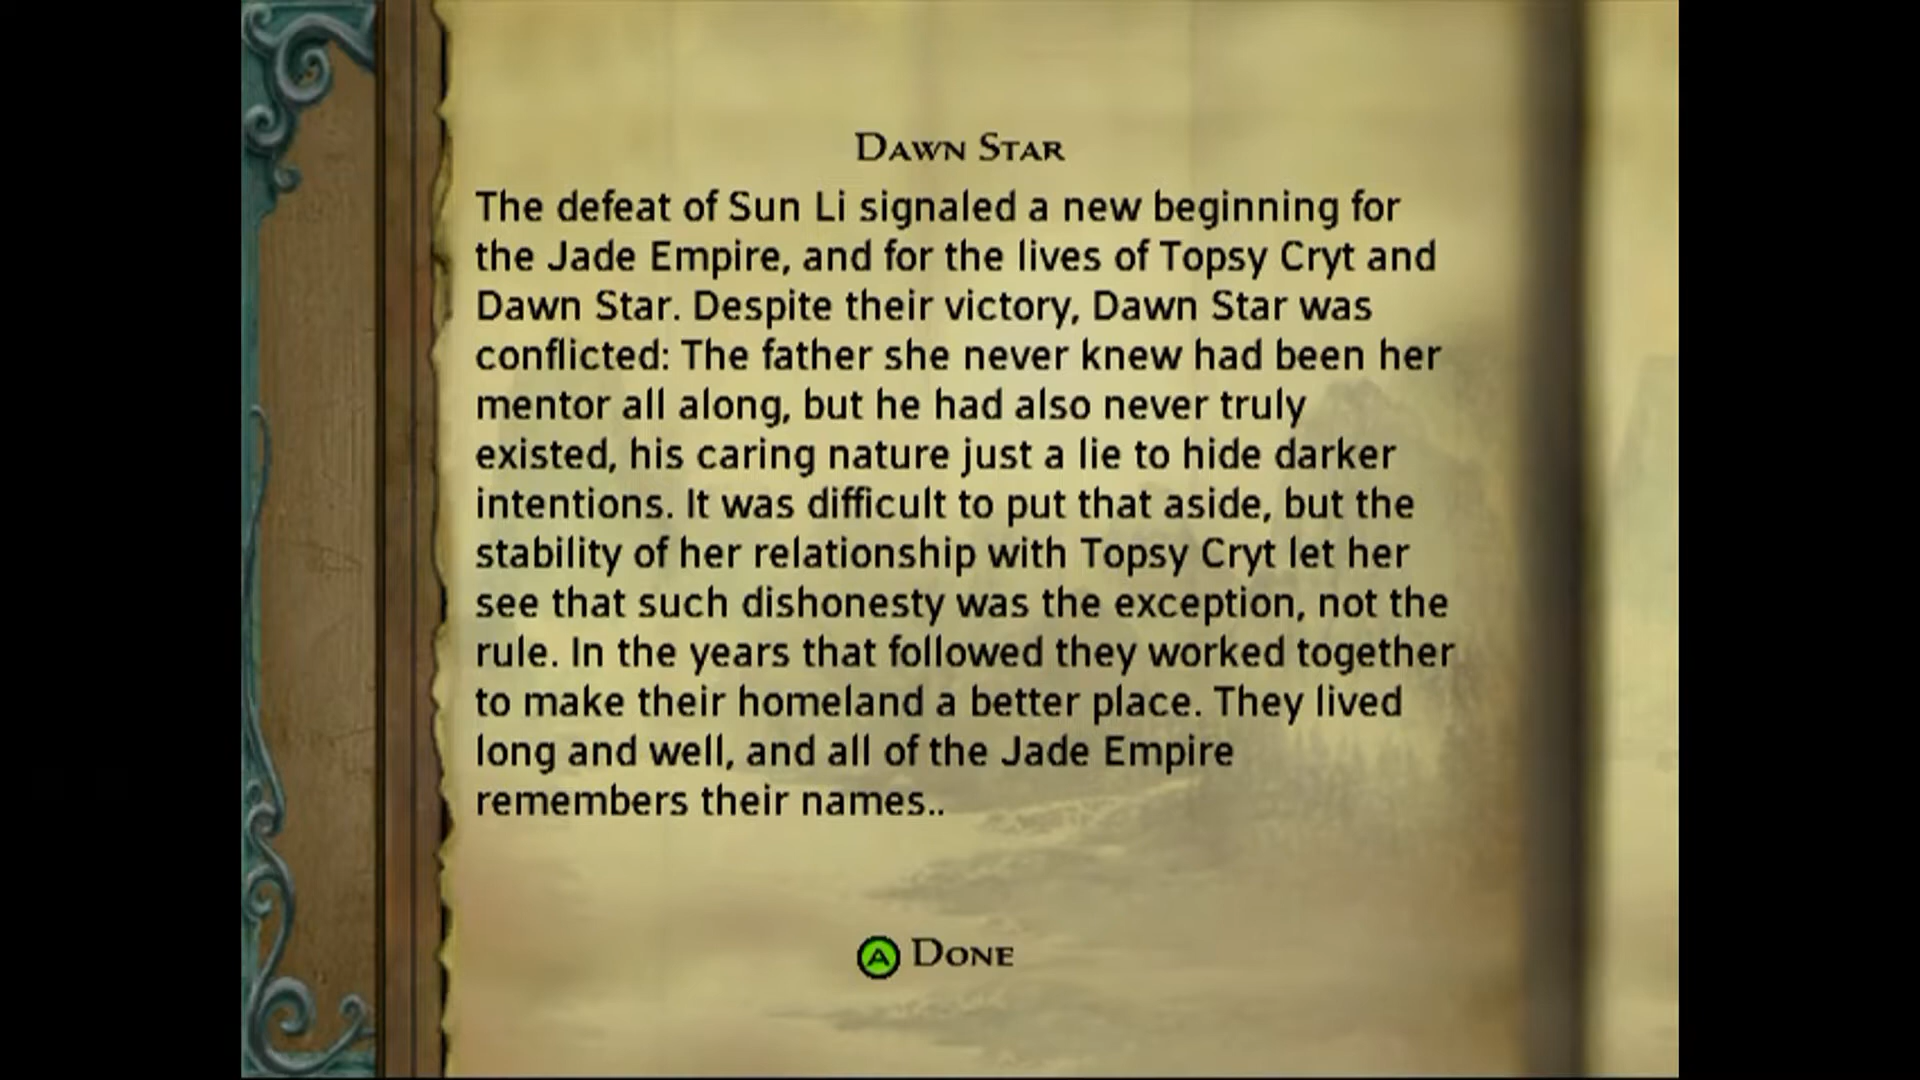 Dawn Star
The defeat of Sun Li signaled a new beginning for
the Jade Empire, and for the lives of Topsy Cryt and
Dawn Star. Despite their victory, Dawn Star was
conflicted: The father she never knew had been her
mentor all along, but he had also never truly
existed, his caring nature just a lie to hide darker
intentions. It was difficult to put that aside, but the
stability of her relationship with Topsy Cryt let her
see that such dishonesty was the exception, not the
rule. In the years that followed they worked together
to make their homeland a better place. They lived
long and well, and all of the Jade Empire
remembers their names..
A Done